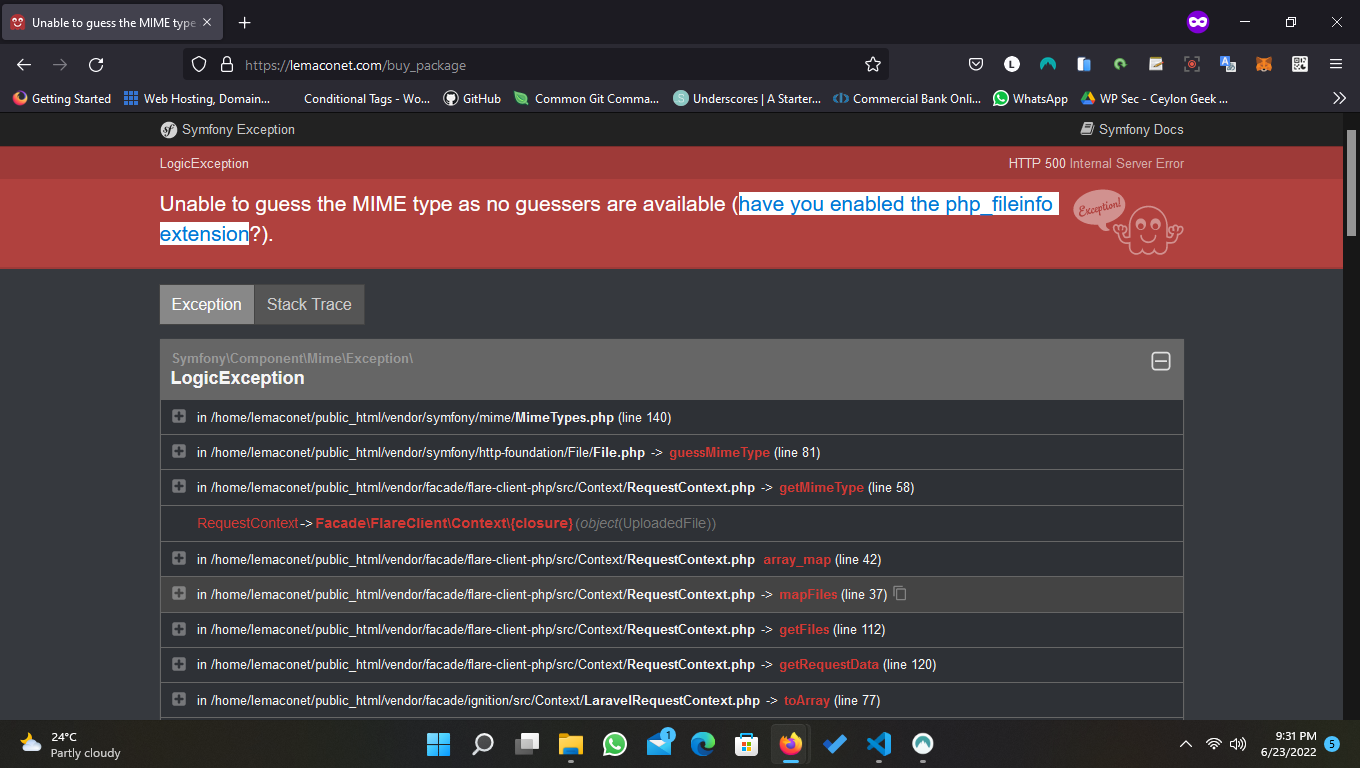 Unable to guess the MIME type
https://lemaconet.com/buy_package
L
Getting Started
Web Hosting, Domain...
Conditional Tags - Wo...
GitHub
Common Git Comma...
S
Underscores | A Starter...
Commercial Bank Onli...
WhatsApp
WP Sec - Ceylon Geek ...
sf Symfony Exception
Symfony Docs
LogicException
HTTP 500 Internal Server Error
Unable to guess the MIME type as no guessers are available (have you enabled the php_fileinfo
extension?).
Exception!
Exception
Stack Trace
Symfony\Component\Mime\Exception\
LogicException
in /home/lemaconet/public_html/vendor/symfony/mime/MimeTypes.php (line 140)
in /home/lemaconet/public_html/vendor/symfony/http-foundation/File/File.php -> guessMimeType (line 81)
in /home/lemaconet/public_html/vendor/facade/flare-client-php/src/Context/RequestContext.php -> getMimeType (line 58)
RequestContext->Facade\FlareClient\Context\{closure}(object(UploadedFile))
in /home/lemaconet/public_html/vendor/facade/flare-client-php/src/Context/RequestContext.php array_map (line 42)
in /home/lemaconet/public_html/vendor/facade/flare-client-php/src/Context/RequestContext.php -> mapFiles (line 37)
in /home/lemaconet/public_html/vendor/facade/flare-client-php/src/Context/RequestContext.php -> getFiles (line 112)
in /home/lemaconet/public_html/vendor/facade/flare-client-php/src/Context/RequestContext.php -> getRequestData (line 120)
in /home/lemaconet/public_html/vendor/facade/ignition/src/Context/LaravelRequestContext.php -> toArray (line 77)
24°C
Partly cloudy
1
9:31 PM
6/23/2022
5